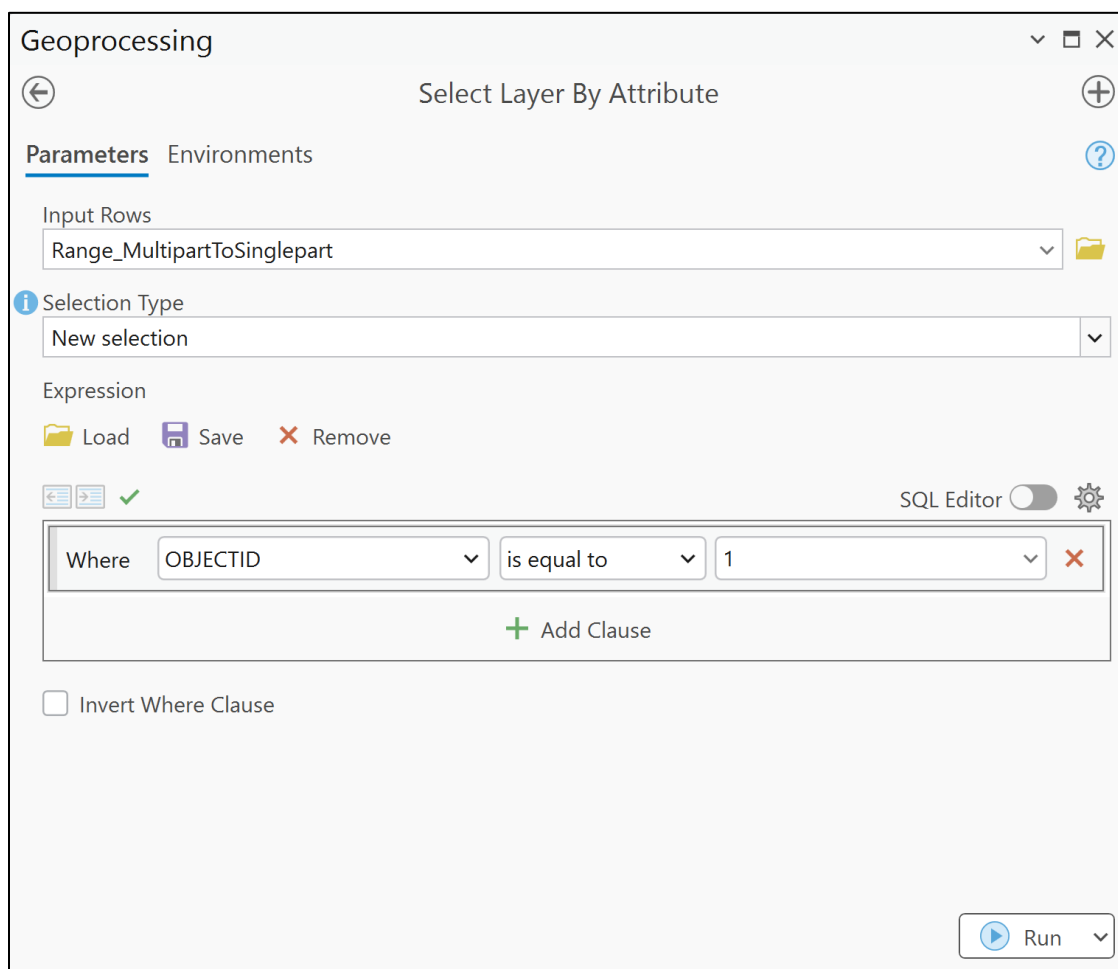 Geoprocessing
Select Layer By Attribute
Parameters Environments
Input Rows
Range_MultipartToSinglepart
Selection Type
New selection
Expression
Load Save Remove
SQL Editor
Where OBJECTID is equal to 1
Add Clause
Invert Where Clause
Run